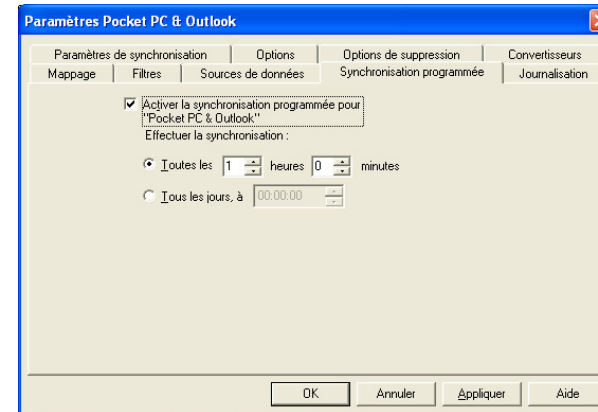 Paramètres Pocket PC & Outlook
Paramètres de synchronisation Options Options de suppression Convertisseurs
Mappage Filtres Sources de données Synchronisation programmée Journalisation
Activer la synchronisation programmée pour
"Pocket PC & Outlook"
Effectuer la synchronisation :
Toutes les 1 heures 0 minutes
Tous les jours, à 00:00:00
OK Annuler Appliquer Aide